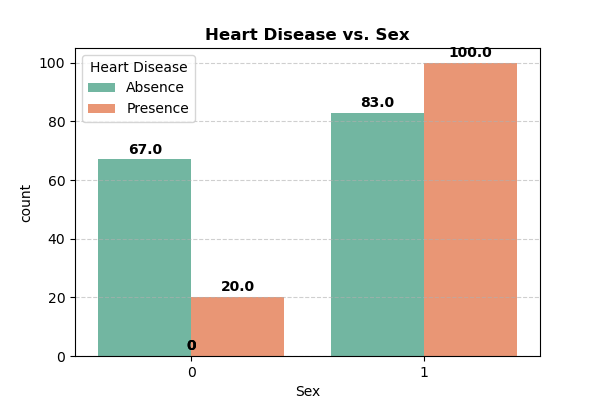 Heart Disease vs. Sex
100.0
100
Heart Disease
Absence
Presence
83.0
80
67.0
60
count
40
20.0
20
0
0
0
1
Sex